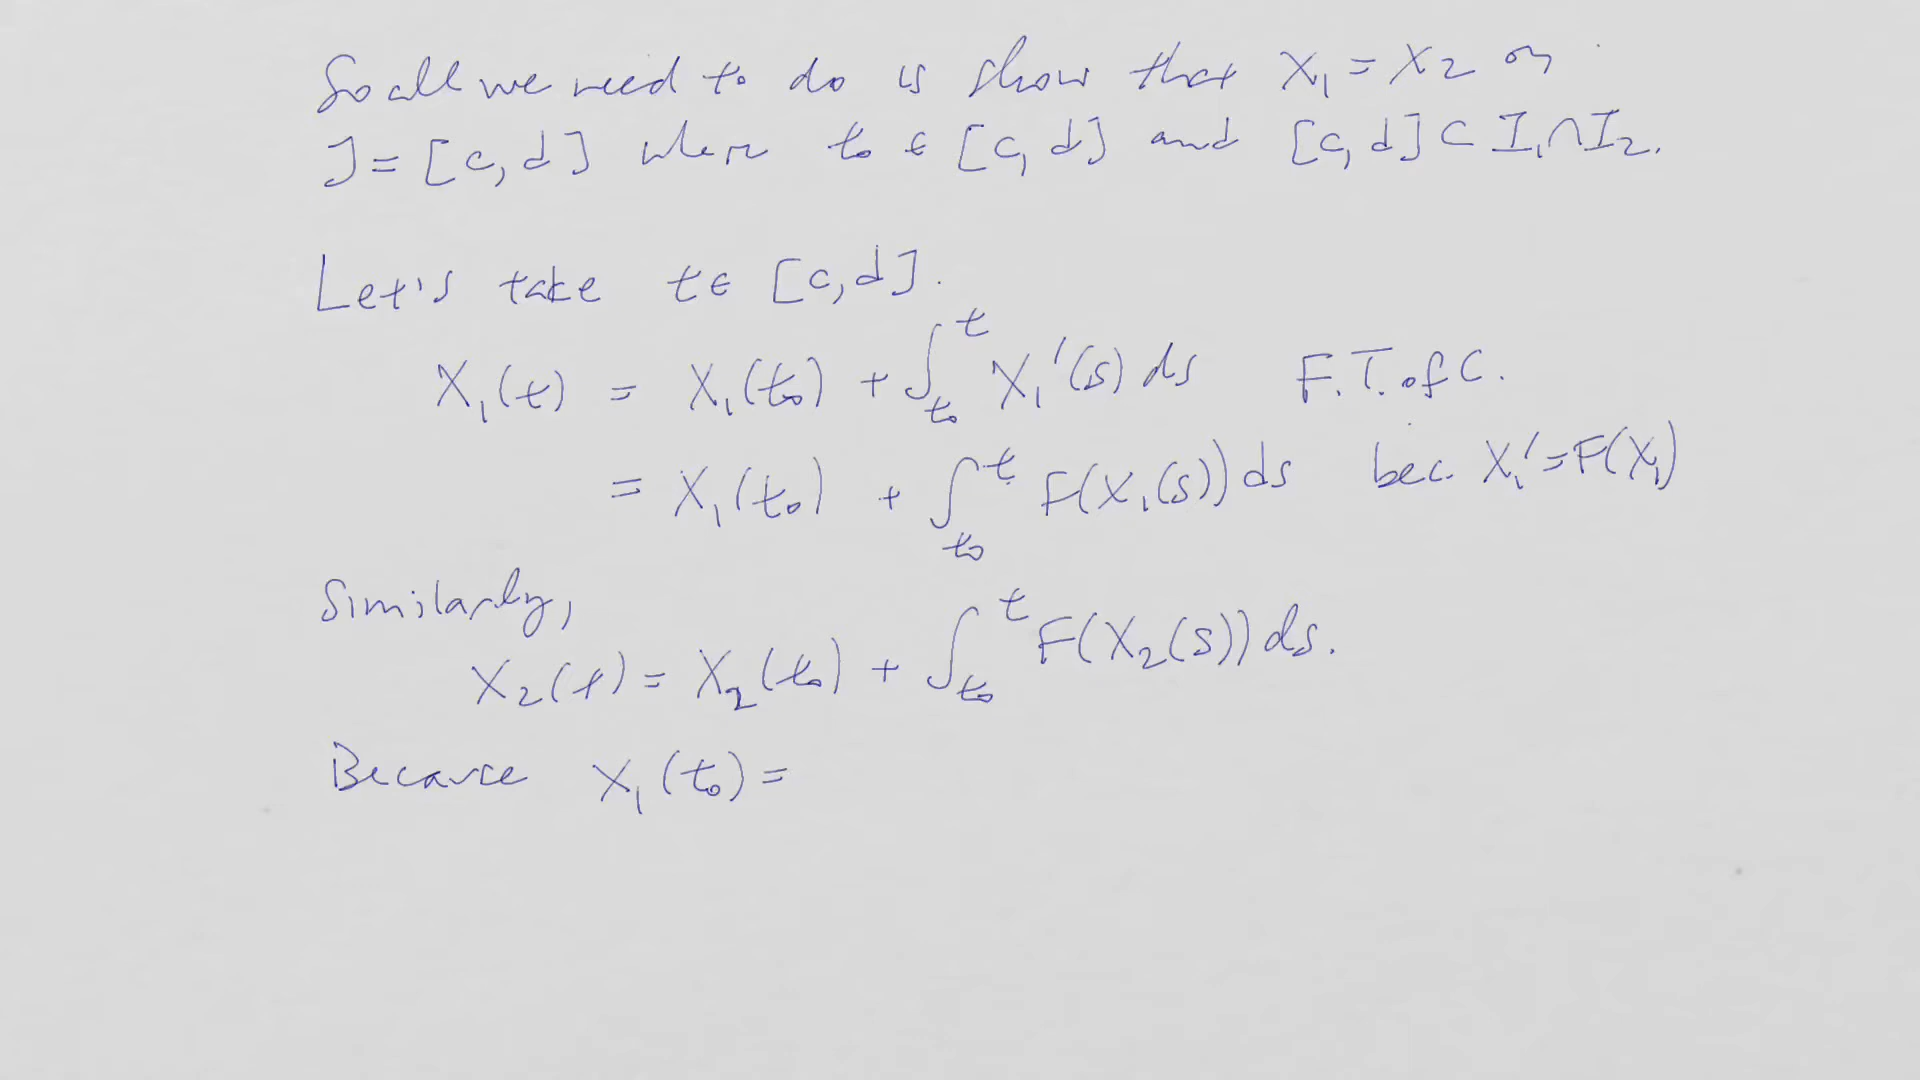 So all we need to do is show that X₁ = X₂ on
J = [c, d] where t₀ ∈ [c, d] and [c, d] ⊂ I₁∩I₂.
Let's take t ∈ [c, d].
X₁(t) = X₁(t₀) + ∫_{t₀}^{t} X₁'(s) ds F.T. of C.
= X₁(t₀) + ∫_{t₀}^{t} F(X₁(s)) ds bec. X₁' = F(X₁)
Similarly,
X₂(t) = X₂(t₀) + ∫_{t₀}^{t} F(X₂(s)) ds.
Because X₁(t₀) =